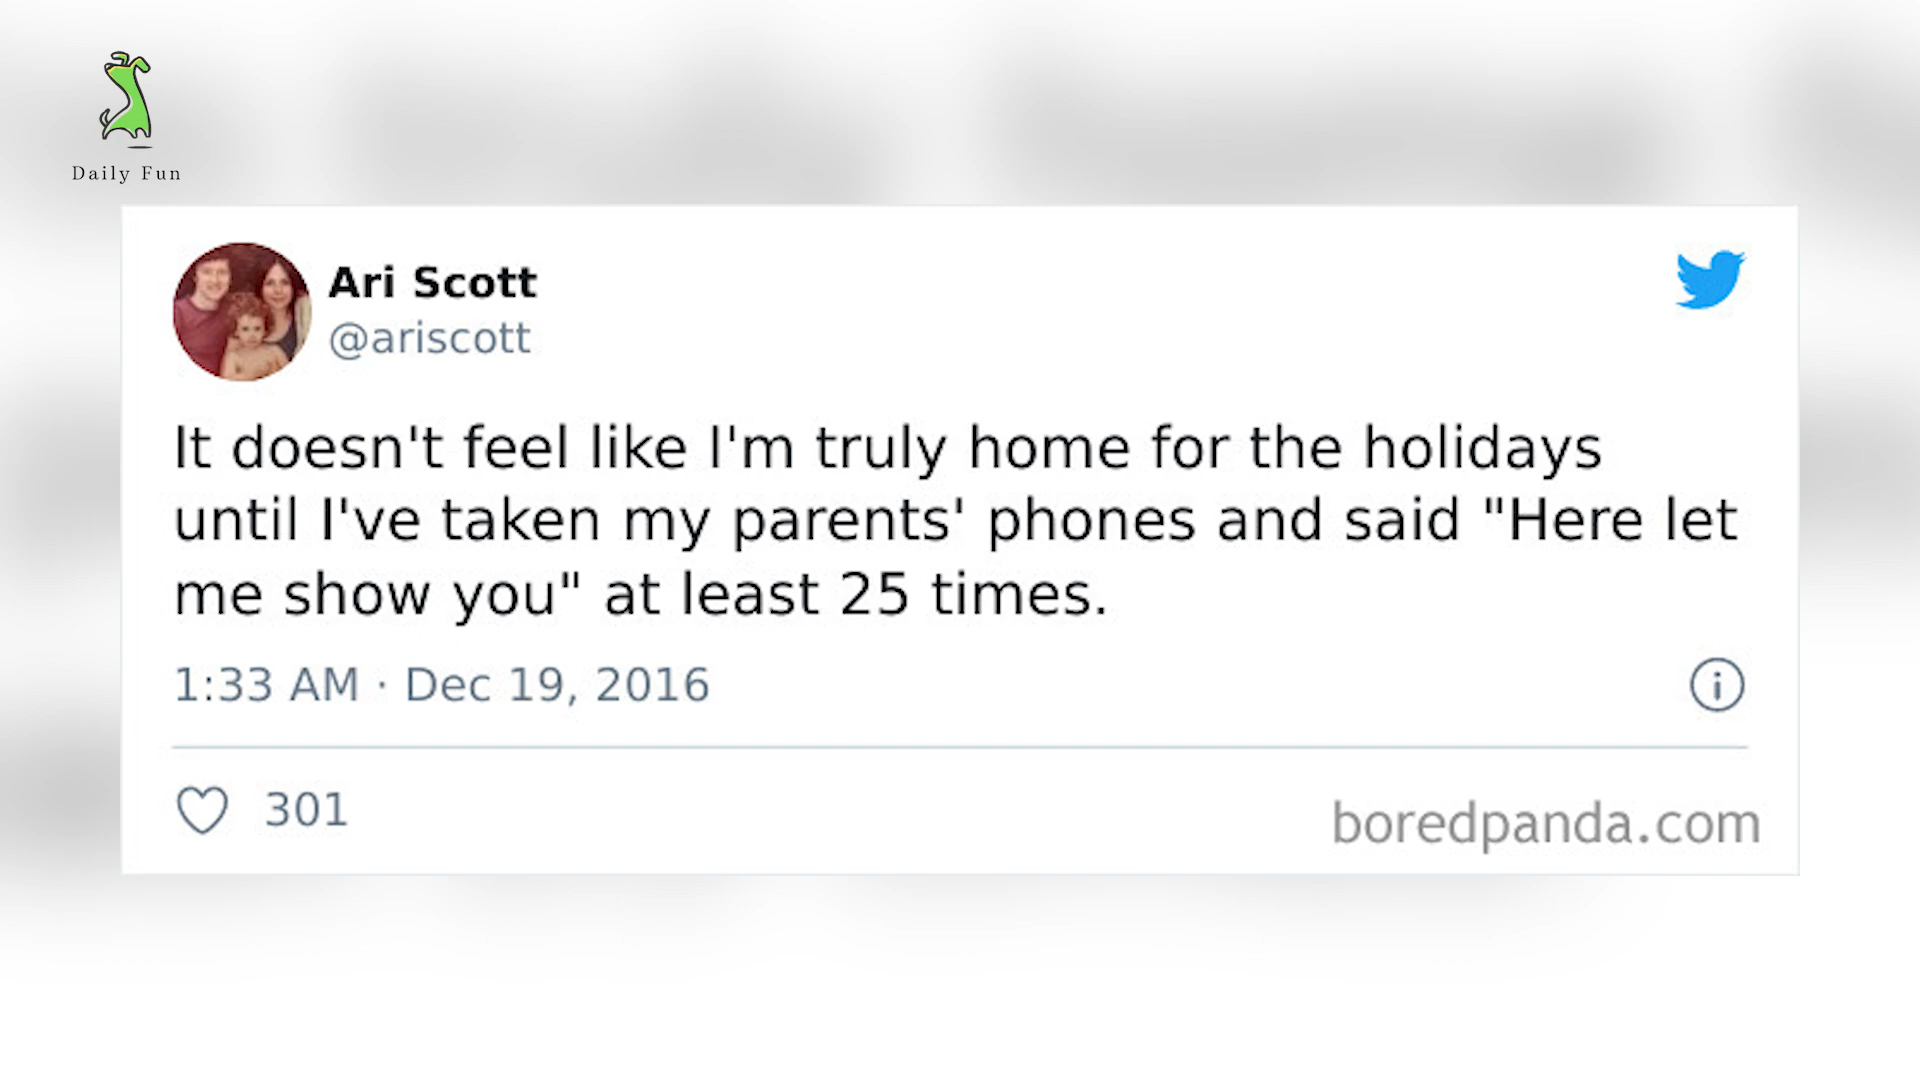 Daily Fun
Ari Scott
@ariscott
It doesn't feel like I'm truly home for the holidays
until I've taken my parents' phones and said "Here let
me show you" at least 25 times.
1:33 AM · Dec 19, 2016
301
boredpanda.com